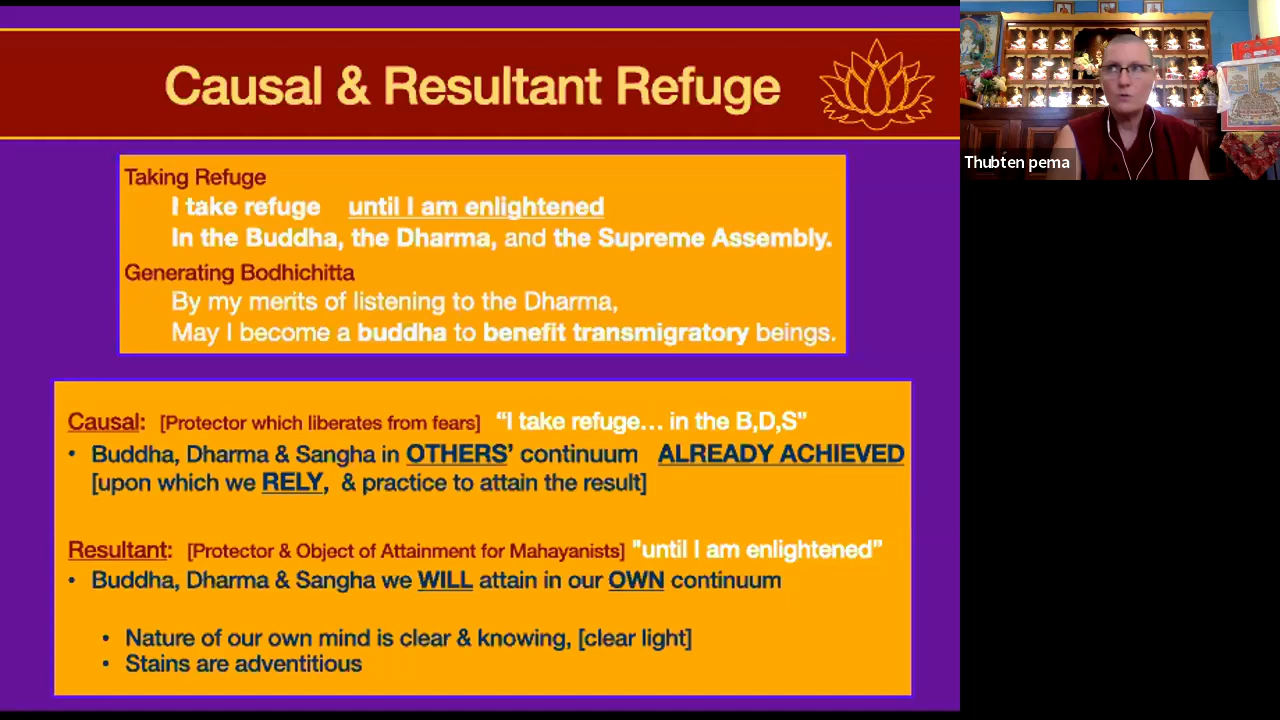 Causal & Resultant Refuge
Taking Refuge
I take refuge until I am enlightened
In the Buddha, the Dharma, and the Supreme Assembly.
Generating Bodhichitta
By my merits of listening to the Dharma,
May I become a buddha to benefit transmigratory beings.
Causal: [Protector which liberates from fears] “I take refuge… in the B,D,S”
• Buddha, Dharma & Sangha in OTHERS’ continuum ALREADY ACHIEVED
[upon which we RELY, & practice to attain the result]
Resultant: [Protector & Object of Attainment for Mahayanists] "until I am enlightened”
• Buddha, Dharma & Sangha we WILL attain in our OWN continuum
• Nature of our own mind is clear & knowing, [clear light]
• Stains are adventitious
Thubten pema